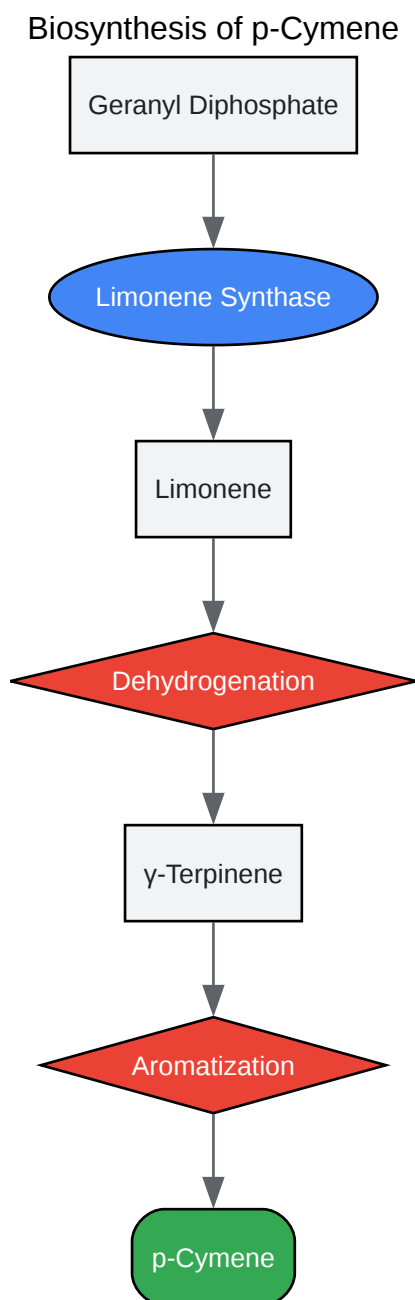 Biosynthesis of p-Cymene
Geranyl Diphosphate
Limonene Synthase
Limonene
Dehydrogenation
γ-Terpinene
Aromatization
p-Cymene